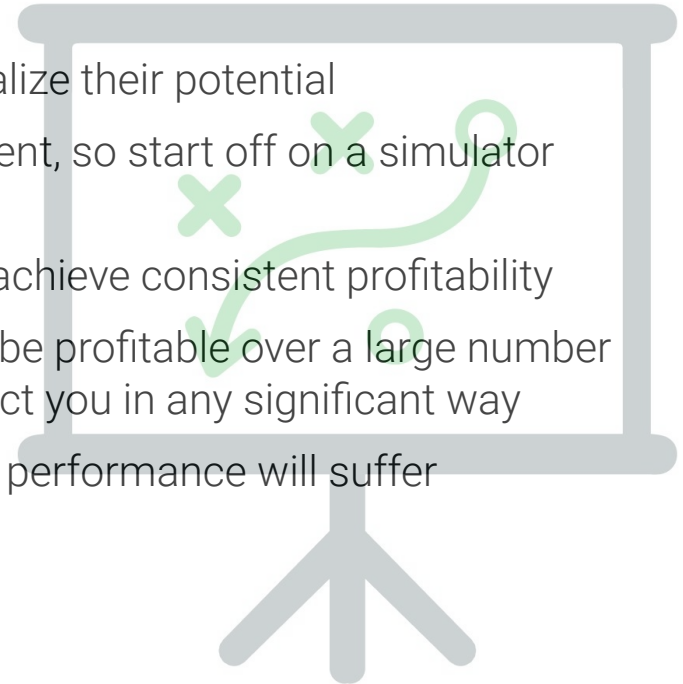 alize their potential
ent, so start off on a simulator
achieve consistent profitability
be profitable over a large number
ct you in any significant way
performance will suffer